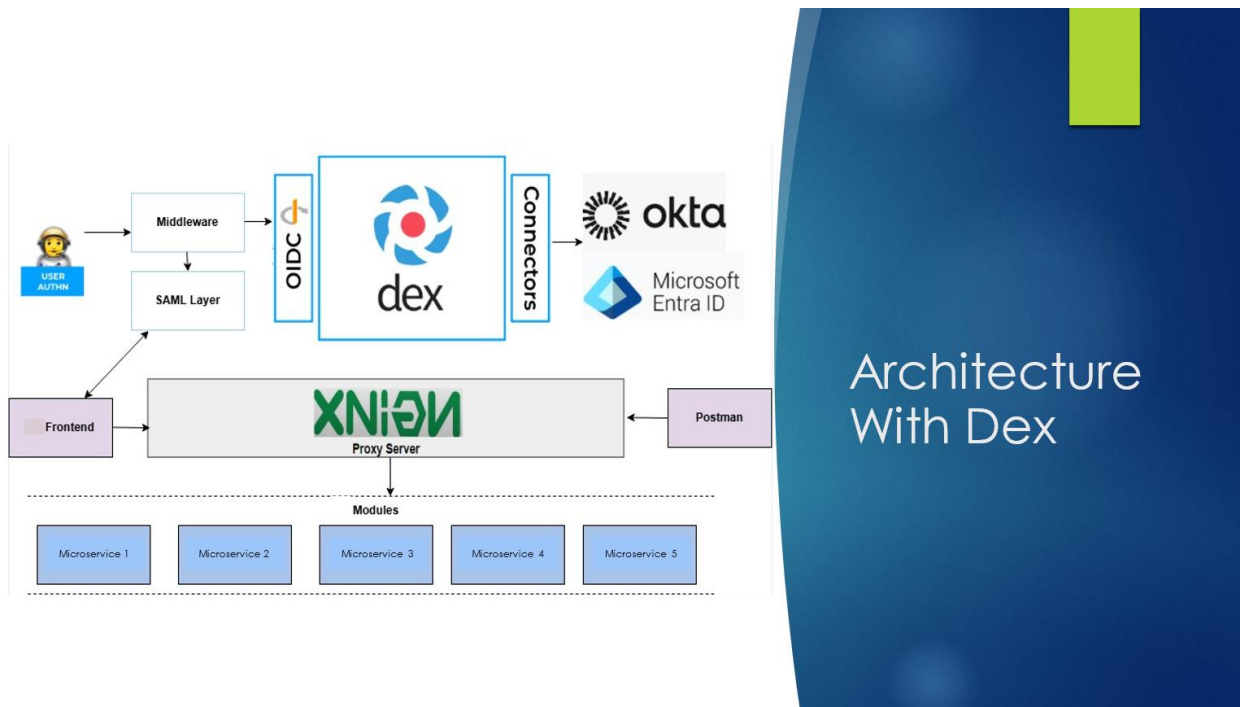 Middleware
USER
AUTHN
SAML Layer
OIDC
dex
Connectors
okta
Microsoft
Entra ID
Frontend
NGiNX
Proxy Server
Postman
Modules
Microservice 1
Microservice 2
Microservice 3
Microservice 4
Microservice 5
Architecture
With Dex